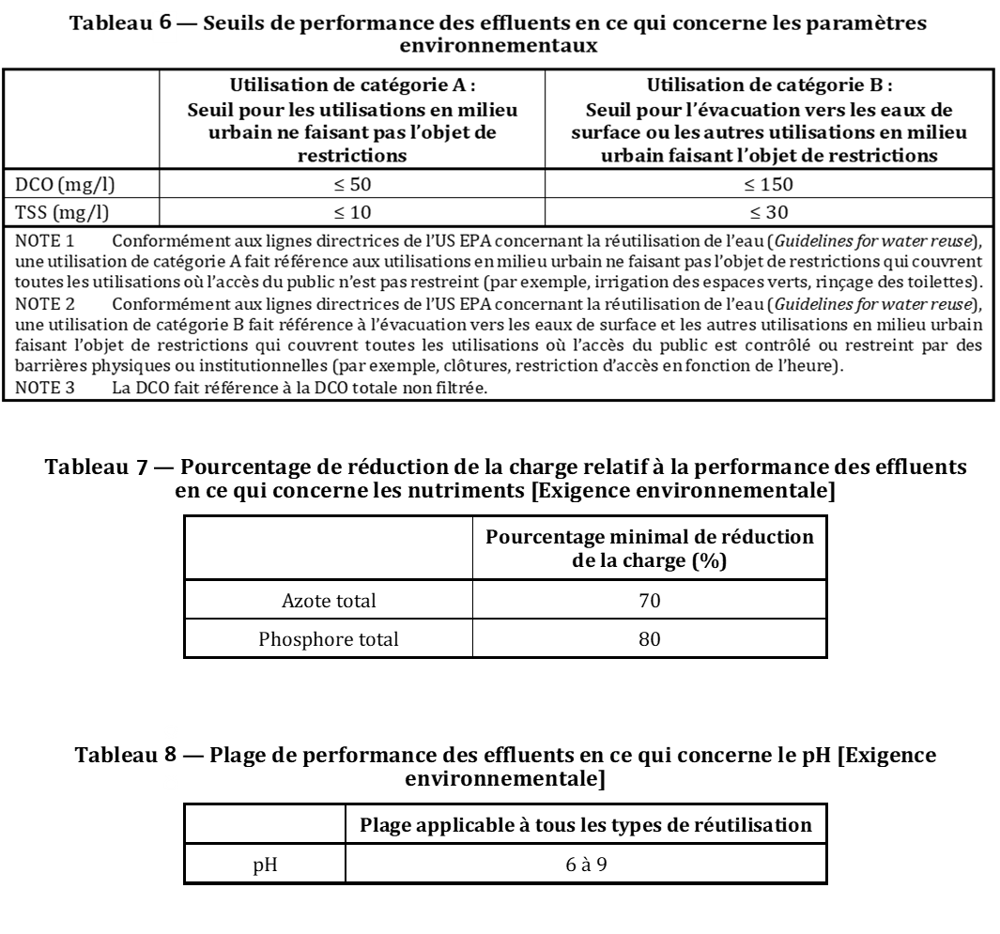 Tableau 6 — Seuils de performance des effluents en ce qui concerne les paramètres
environnementaux
Utilisation de catégorie A :
Seuil pour les utilisations en milieu
urbain ne faisant pas l’objet de
restrictions
Utilisation de catégorie B :
Seuil pour l’évacuation vers les eaux de
surface ou les autres utilisations en milieu
urbain faisant l’objet de restrictions
DCO (mg/l) ≤ 50 ≤ 150
TSS (mg/l) ≤ 10 ≤ 30
NOTE 1 Conformément aux lignes directrices de l’US EPA concernant la réutilisation de l’eau (Guidelines for water reuse),
une utilisation de catégorie A fait référence aux utilisations en milieu urbain ne faisant pas l’objet de restrictions qui couvrent
toutes les utilisations où l’accès du public n’est pas restreint (par exemple, irrigation des espaces verts, rinçage des toilettes).
NOTE 2 Conformément aux lignes directrices de l’US EPA concernant la réutilisation de l’eau (Guidelines for water reuse),
une utilisation de catégorie B fait référence à l’évacuation vers les eaux de surface et les autres utilisations en milieu urbain
faisant l’objet de restrictions qui couvrent toutes les utilisations où l’accès du public est contrôlé ou restreint par des
barrières physiques ou institutionnelles (par exemple, clôtures, restriction d’accès en fonction de l’heure).
NOTE 3 La DCO fait référence à la DCO totale non filtrée.
Tableau 7 — Pourcentage de réduction de la charge relatif à la performance des effluents
en ce qui concerne les nutriments [Exigence environnementale]
Pourcentage minimal de réduction
de la charge (%)
Azote total 70
Phosphore total 80
Tableau 8 — Plage de performance des effluents en ce qui concerne le pH [Exigence
environnementale]
Plage applicable à tous les types de réutilisation
pH 6 à 9